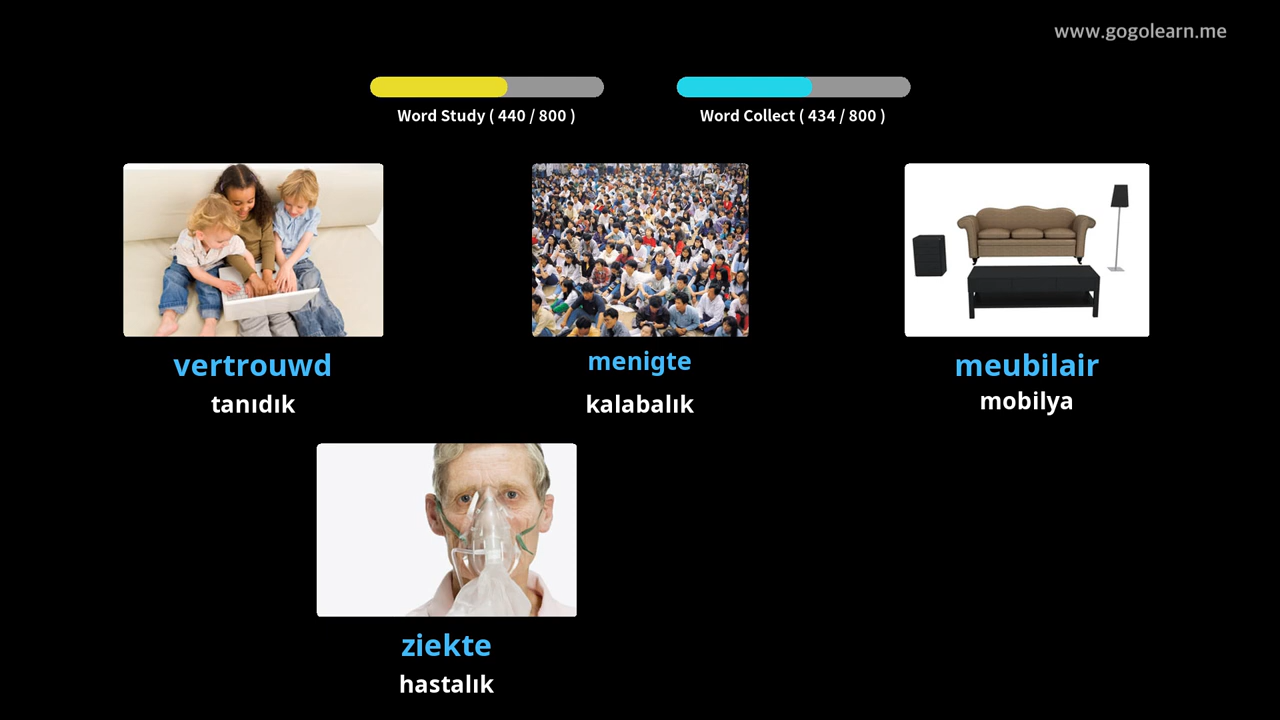 www.gogolearn.me
Word Study ( 440 / 800 )
Word Collect ( 434 / 800 )
vertrouwd
tanıdık
menigte
kalabalık
meubilair
mobilya
ziekte
hastalık